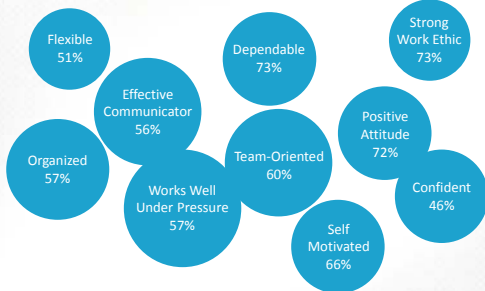 Flexible
51%
Dependable
73%
Strong
Work Ethic
73%
Effective
Communicator
56%
Positive
Attitude
72%
Organized
57%
Team-Oriented
60%
Works Well
Under Pressure
57%
Confident
46%
Self
Motivated
66%